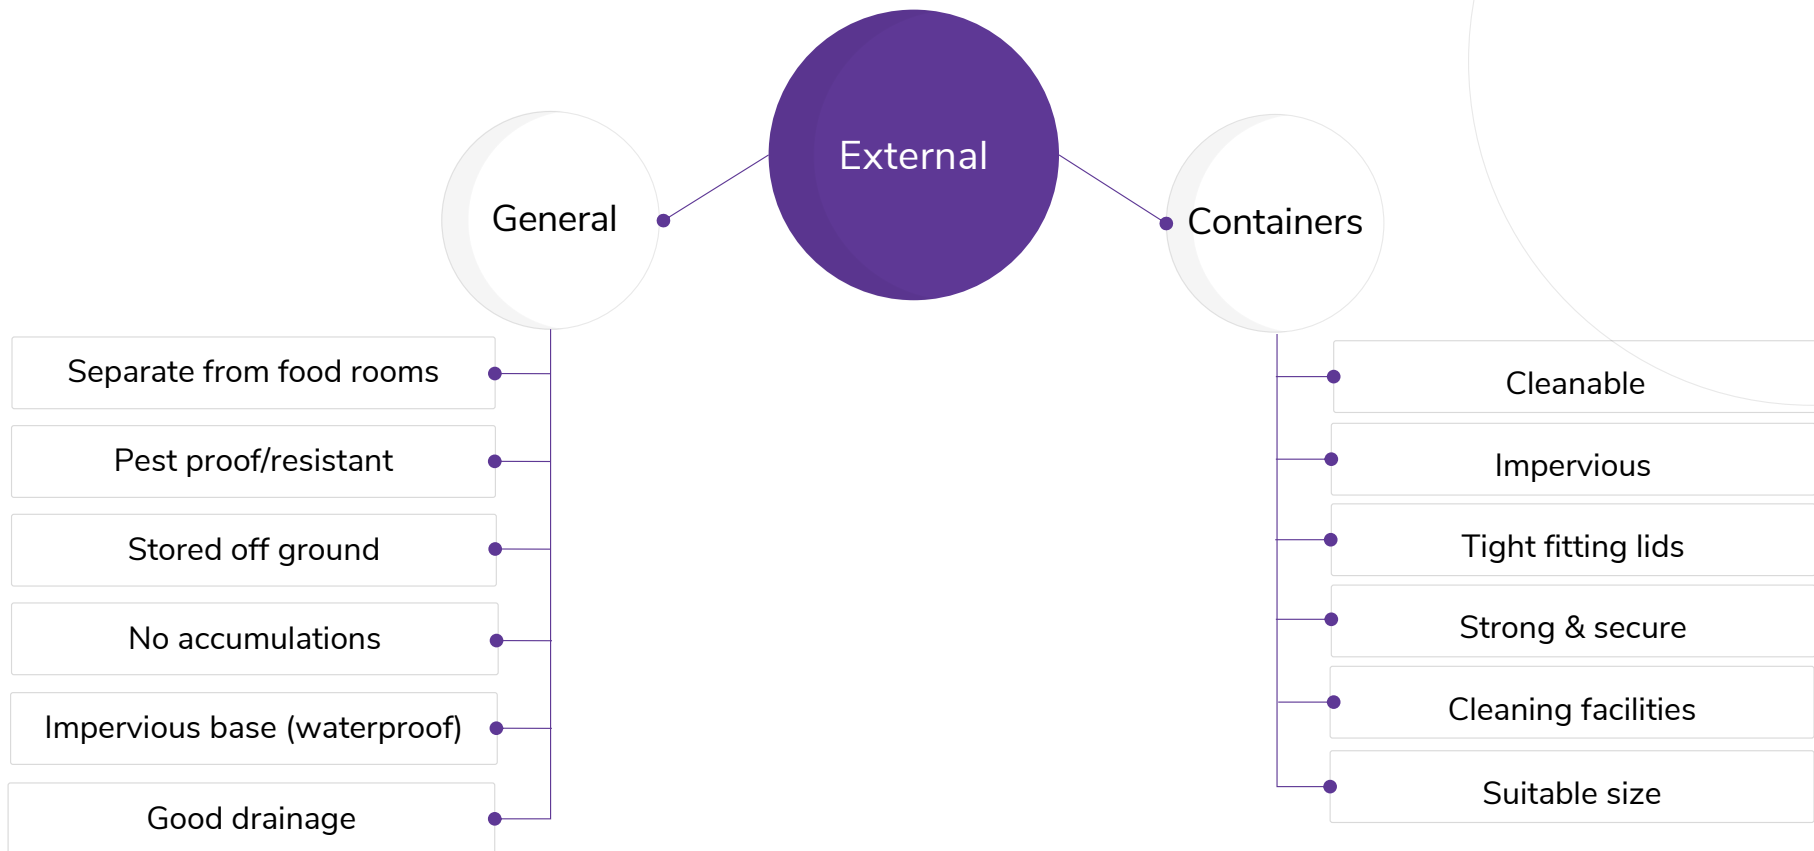 External
General
Separate from food rooms
Pest proof/resistant
Stored off ground
No accumulations
Impervious base (waterproof)
Good drainage
Containers
Cleanable
Impervious
Tight fitting lids
Strong & secure
Cleaning facilities
Suitable size